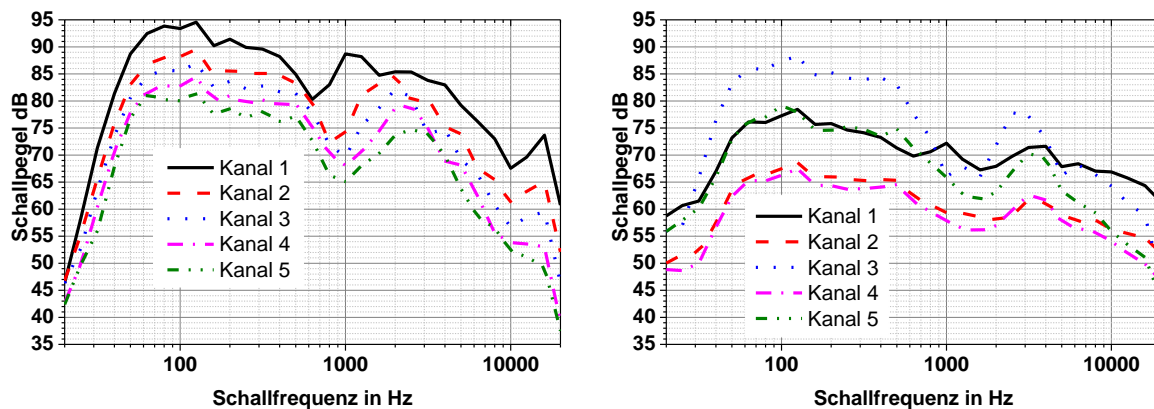 Schallpegel dB
95
90
85
80
75
70
65
60
55
50
45
40
35
Kanal 1
Kanal 2
Kanal 3
Kanal 4
Kanal 5
100
1000
10000
Schallfrequenz in Hz
Schallpegel dB
95
90
85
80
75
70
65
60
55
50
45
40
35
Kanal 1
Kanal 2
Kanal 3
Kanal 4
Kanal 5
100
1000
10000
Schallfrequenz in Hz